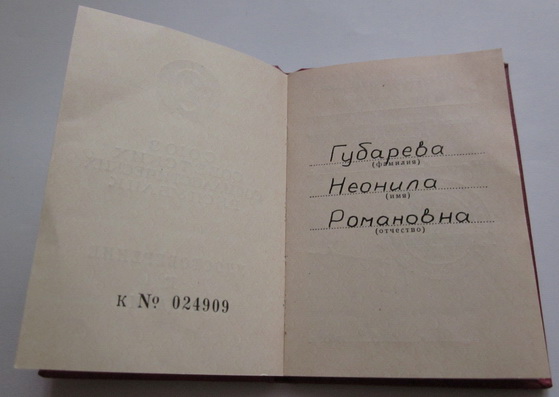 К № 024909
Губарева
(фамилия)
Неонила
(имя)
Романовна
(отчество)